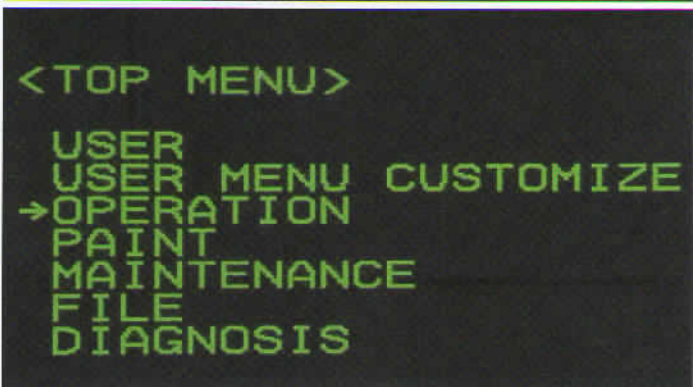 <TOP MENU>
USER
USER MENU CUSTOMIZE
→OPERATION
PAINT
MAINTENANCE
FILE
DIAGNOSIS